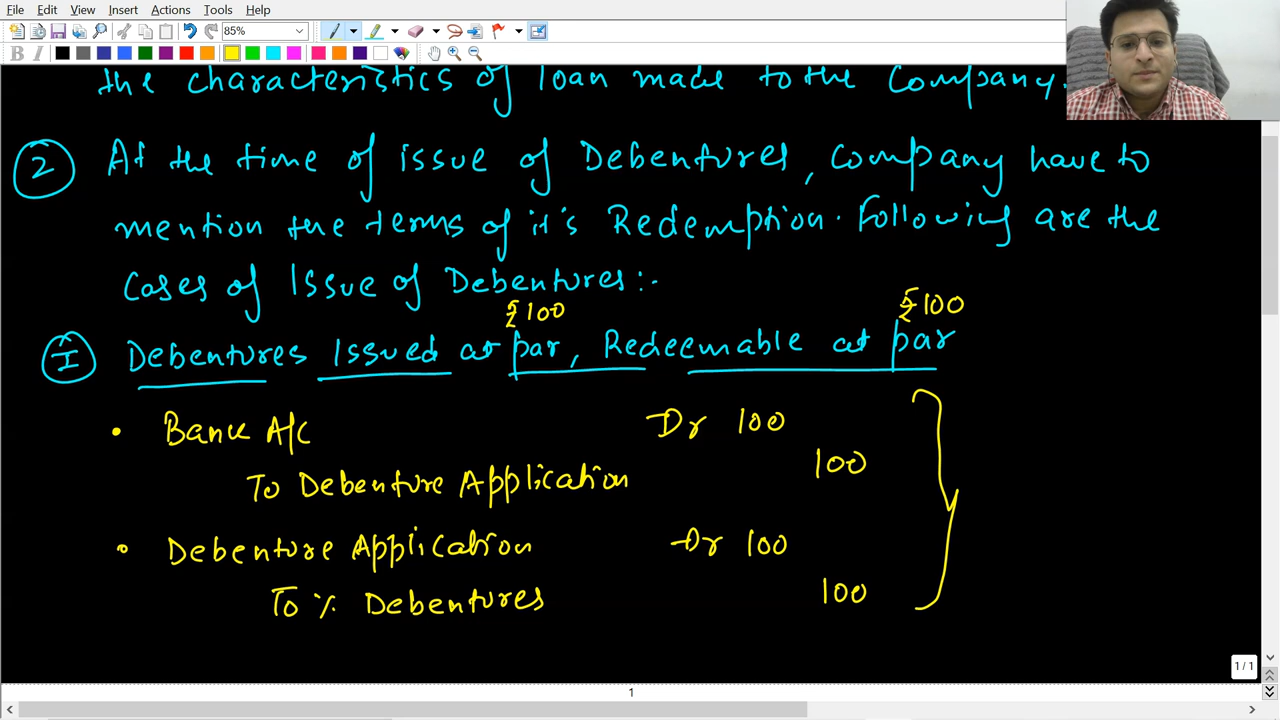 File Edit View Insert Actions Tools Help
85%
B I
the characteristics of loan made to the Company.
2 At the time of issue of Debentures, Company have to
mention the terms of it's Redemption. Following are the
Cases of Issue of Debentures:-
₹100 ₹100
I Debentures Issued at par, Redeemable at par
• Bank A/c Dr 100
To Debenture Application 100
• Debenture Application Dr 100
To % Debentures 100
1/1
1